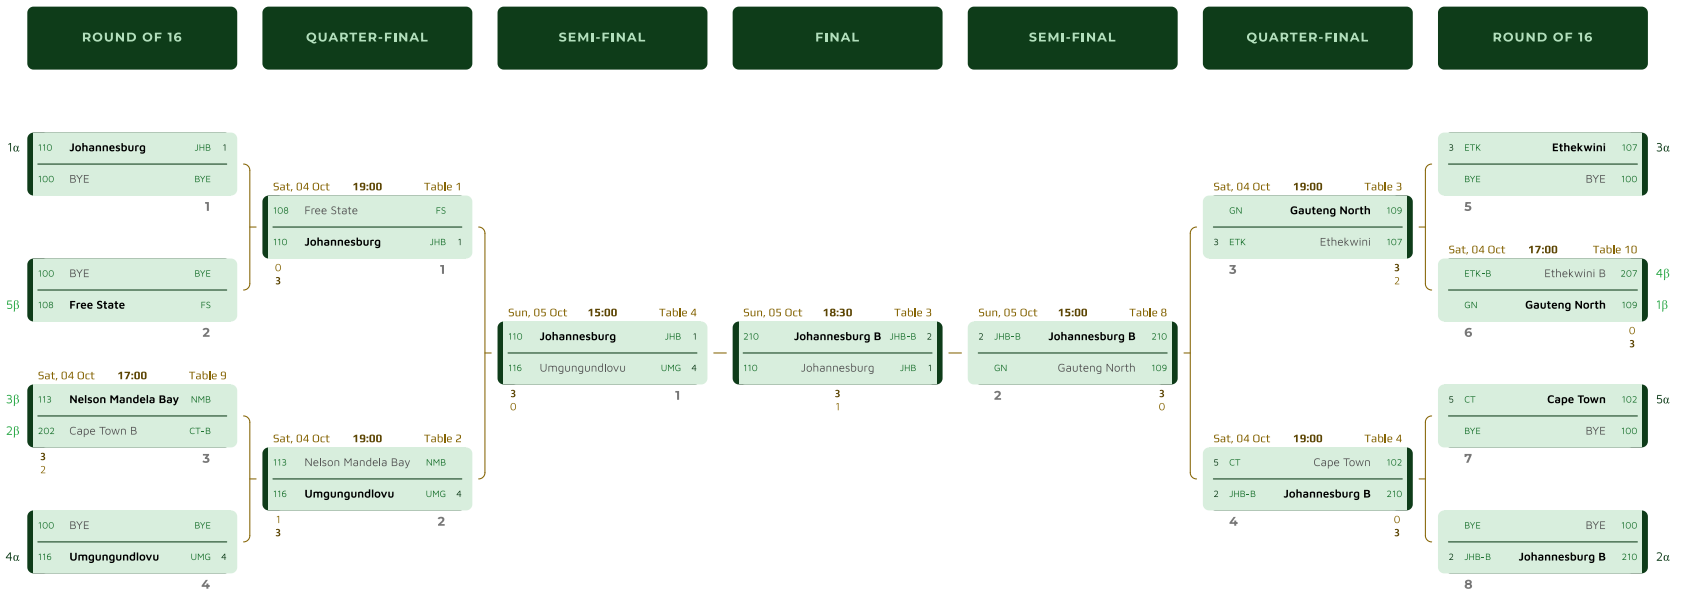 ROUND OF 16
QUARTER-FINAL
SEMI-FINAL
FINAL
SEMI-FINAL
QUARTER-FINAL
ROUND OF 16
1α 110 Johannesburg JHB 1
100 BYE BYE
1
100 BYE BYE
5β 108 Free State FS
2
Sat, 04 Oct 17:00 Table 9
3β 113 Nelson Mandela Bay NMB
2β 202 Cape Town B CT-B
3
3
2
100 BYE BYE
4α 116 Umgungundlovu UMG 4
4
Sat, 04 Oct 19:00 Table 1
108 Free State FS
110 Johannesburg JHB 1
0
3
1
Sat, 04 Oct 19:00 Table 2
113 Nelson Mandela Bay NMB
116 Umgungundlovu UMG 4
1
3
2
Sun, 05 Oct 15:00 Table 4
110 Johannesburg JHB 1
116 Umgungundlovu UMG 4
3
0
1
Sun, 05 Oct 18:30 Table 3
210 Johannesburg B JHB-B 2
110 Johannesburg JHB 1
3
1
Sun, 05 Oct 15:00 Table 8
2 JHB-B Johannesburg B 210
GN Gauteng North 109
2
3
0
Sat, 04 Oct 19:00 Table 3
GN Gauteng North 109
3 ETK Ethekwini 107
3
3
2
Sat, 04 Oct 19:00 Table 4
5 CT Cape Town 102
2 JHB-B Johannesburg B 210
4
0
3
3 ETK Ethekwini 107 3α
BYE BYE 100
5
Sat, 04 Oct 17:00 Table 10
ETK-B Ethekwini B 207 4β
GN Gauteng North 109 1β
6
0
3
5 CT Cape Town 102 5α
BYE BYE 100
7
BYE BYE 100
2 JHB-B Johannesburg B 210 2α
8